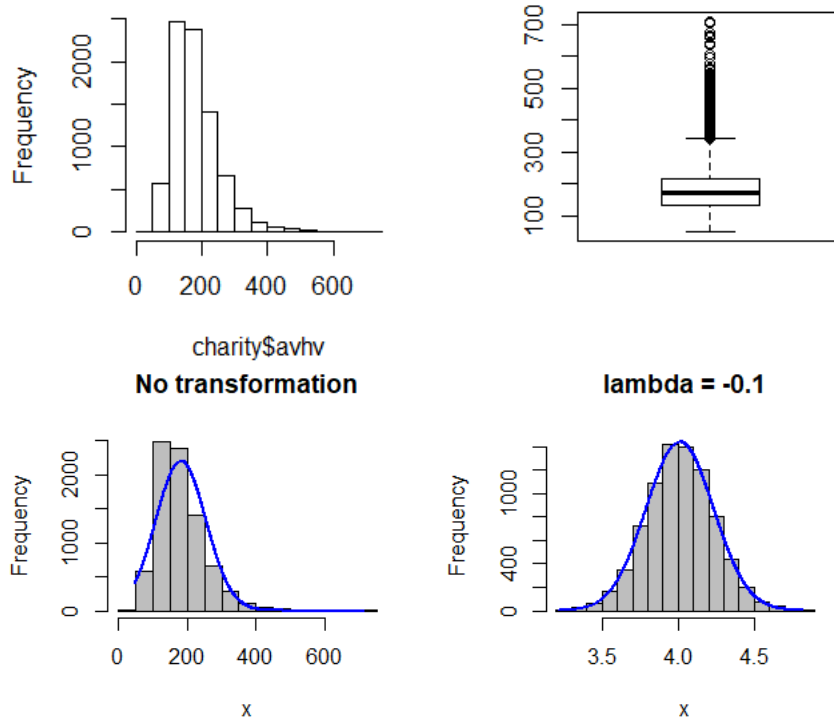 Frequency
2000
1000
0
0 200 400 600
charity$avhv
700
500
300
100
No transformation
Frequency
2000
1000
0
0 200 400 600
x
lambda = -0.1
Frequency
1000
400
0
3.5 4.0 4.5
x